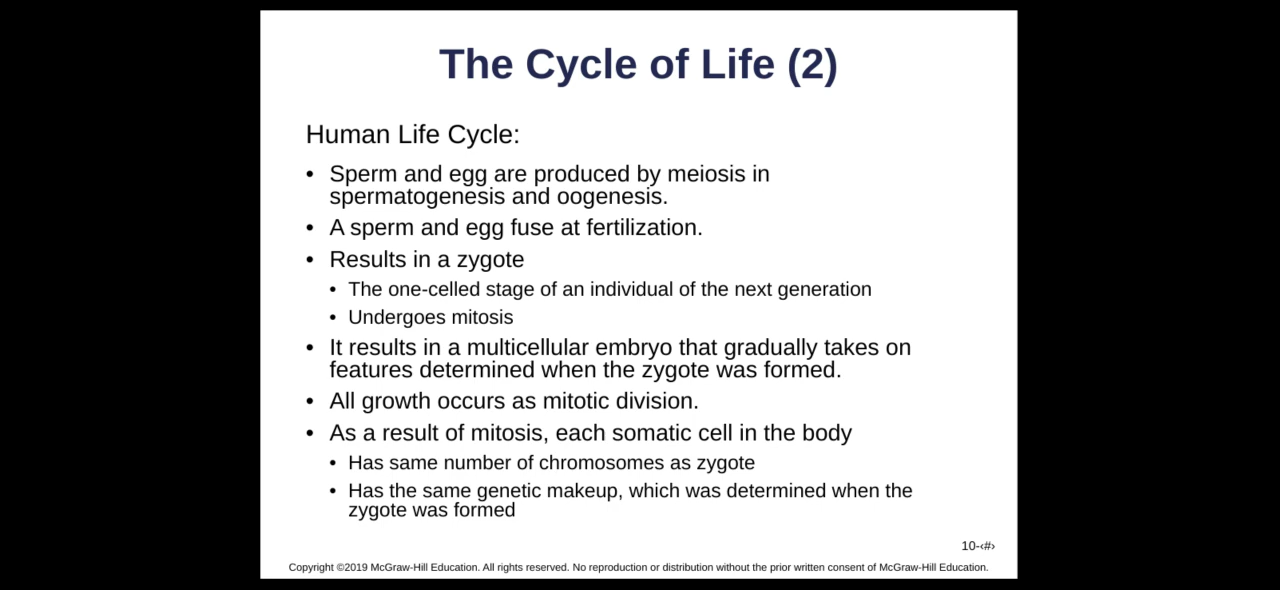 The Cycle of Life (2)
Human Life Cycle:
• Sperm and egg are produced by meiosis in
spermatogenesis and oogenesis.
• A sperm and egg fuse at fertilization.
• Results in a zygote
• The one-celled stage of an individual of the next generation
• Undergoes mitosis
• It results in a multicellular embryo that gradually takes on
features determined when the zygote was formed.
• All growth occurs as mitotic division.
• As a result of mitosis, each somatic cell in the body
• Has same number of chromosomes as zygote
• Has the same genetic makeup, which was determined when the
zygote was formed
10-‹#›
Copyright ©2019 McGraw-Hill Education. All rights reserved. No reproduction or distribution without the prior written consent of McGraw-Hill Education.